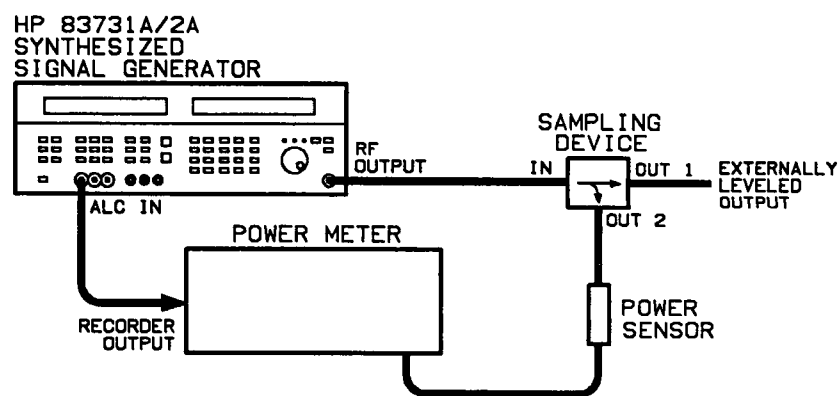 HP 83731A/2A
SYNTHESIZED
SIGNAL GENERATOR
RF
OUTPUT
ALC IN
SAMPLING
DEVICE
IN
OUT 1
OUT 2
EXTERNALLY
LEVELED
OUTPUT
POWER METER
RECORDER
OUTPUT
POWER
SENSOR